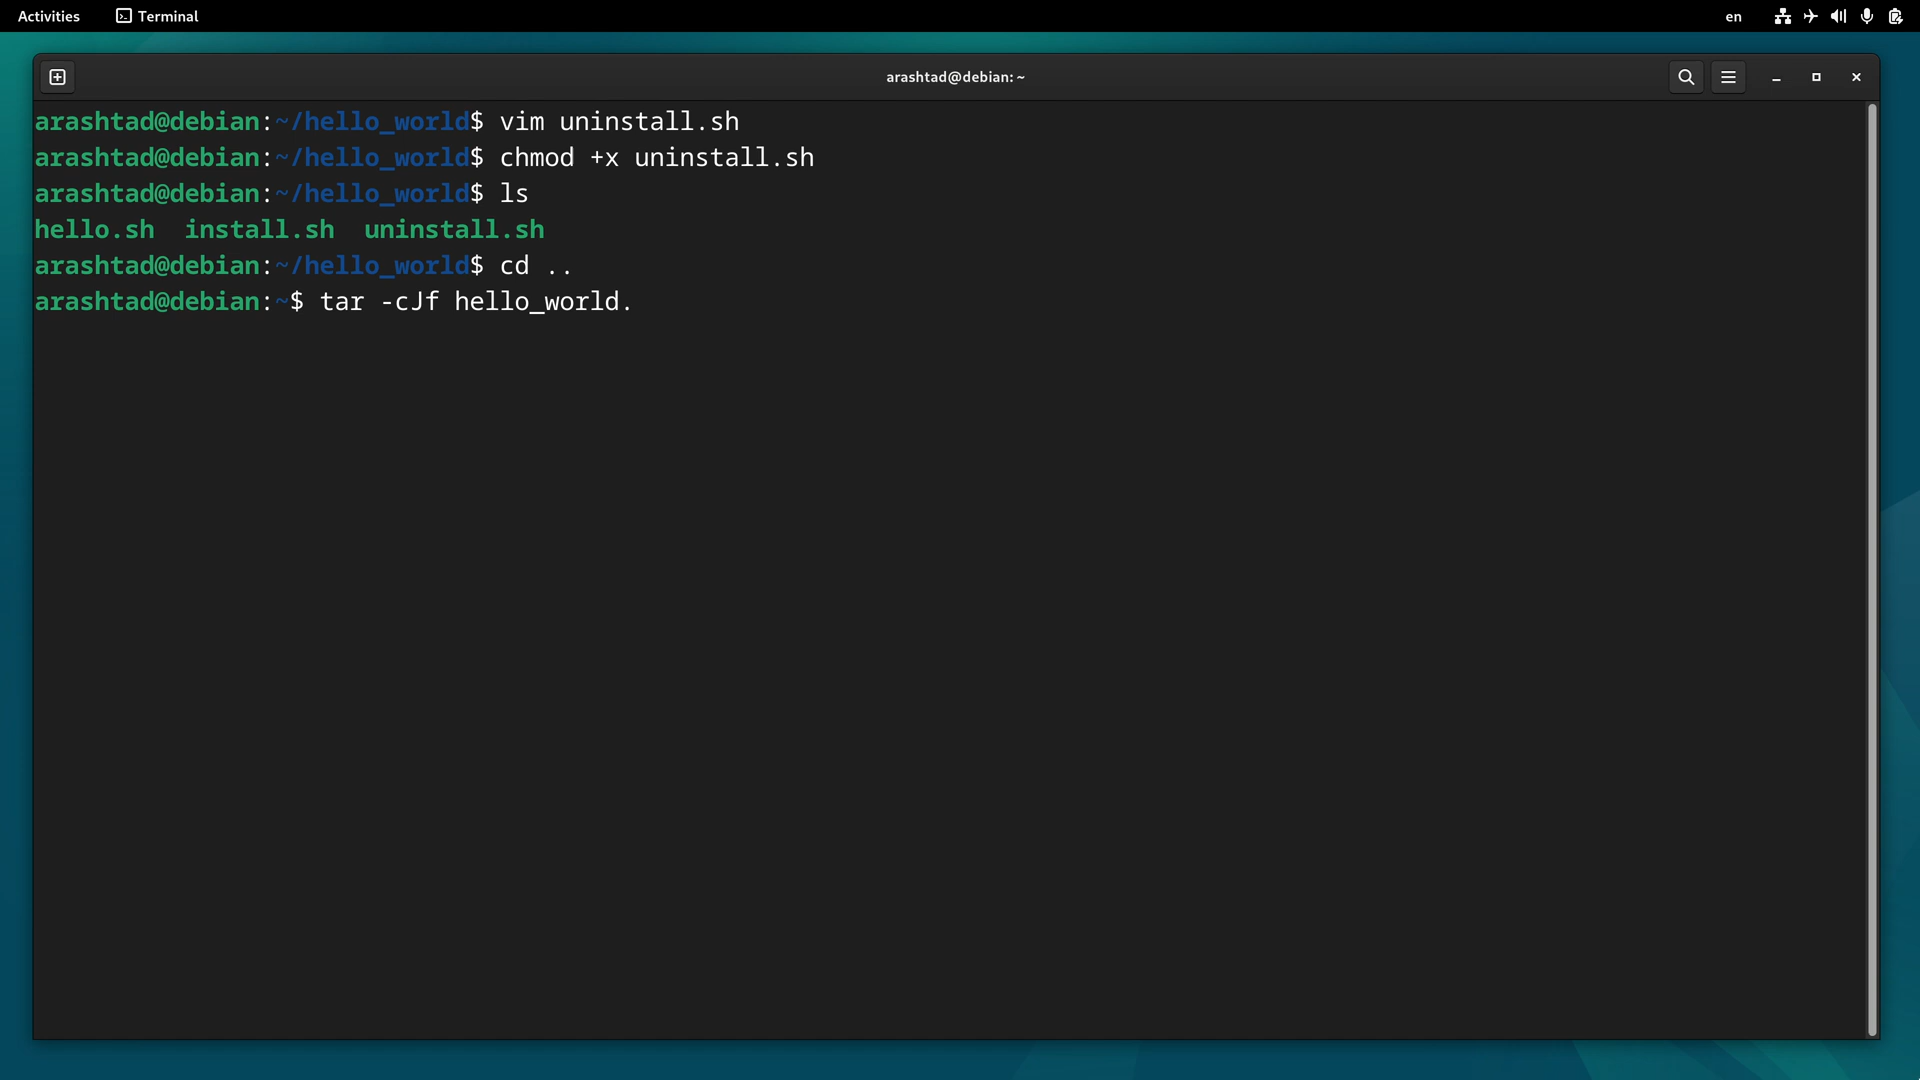 Activities Terminal en
arashtad@debian: ~
arashtad@debian:~/hello_world$ vim uninstall.sh
arashtad@debian:~/hello_world$ chmod +x uninstall.sh
arashtad@debian:~/hello_world$ ls
hello.sh  install.sh  uninstall.sh
arashtad@debian:~/hello_world$ cd ..
arashtad@debian:~$ tar -cJf hello_world.